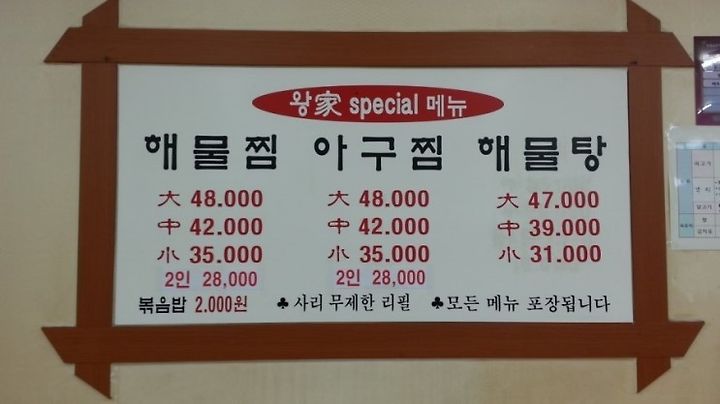 왕家 special 메뉴
해물찜 아구찜 해물탕
大 48.000 大 48.000 大 47.000
中 42.000 中 42.000 中 39.000
小 35.000 小 35.000 小 31.000
2인 28,000 2인 28,000
볶음밥 2.000원 ♣사리 무제한 리필 ♣모든 메뉴 포장됩니다